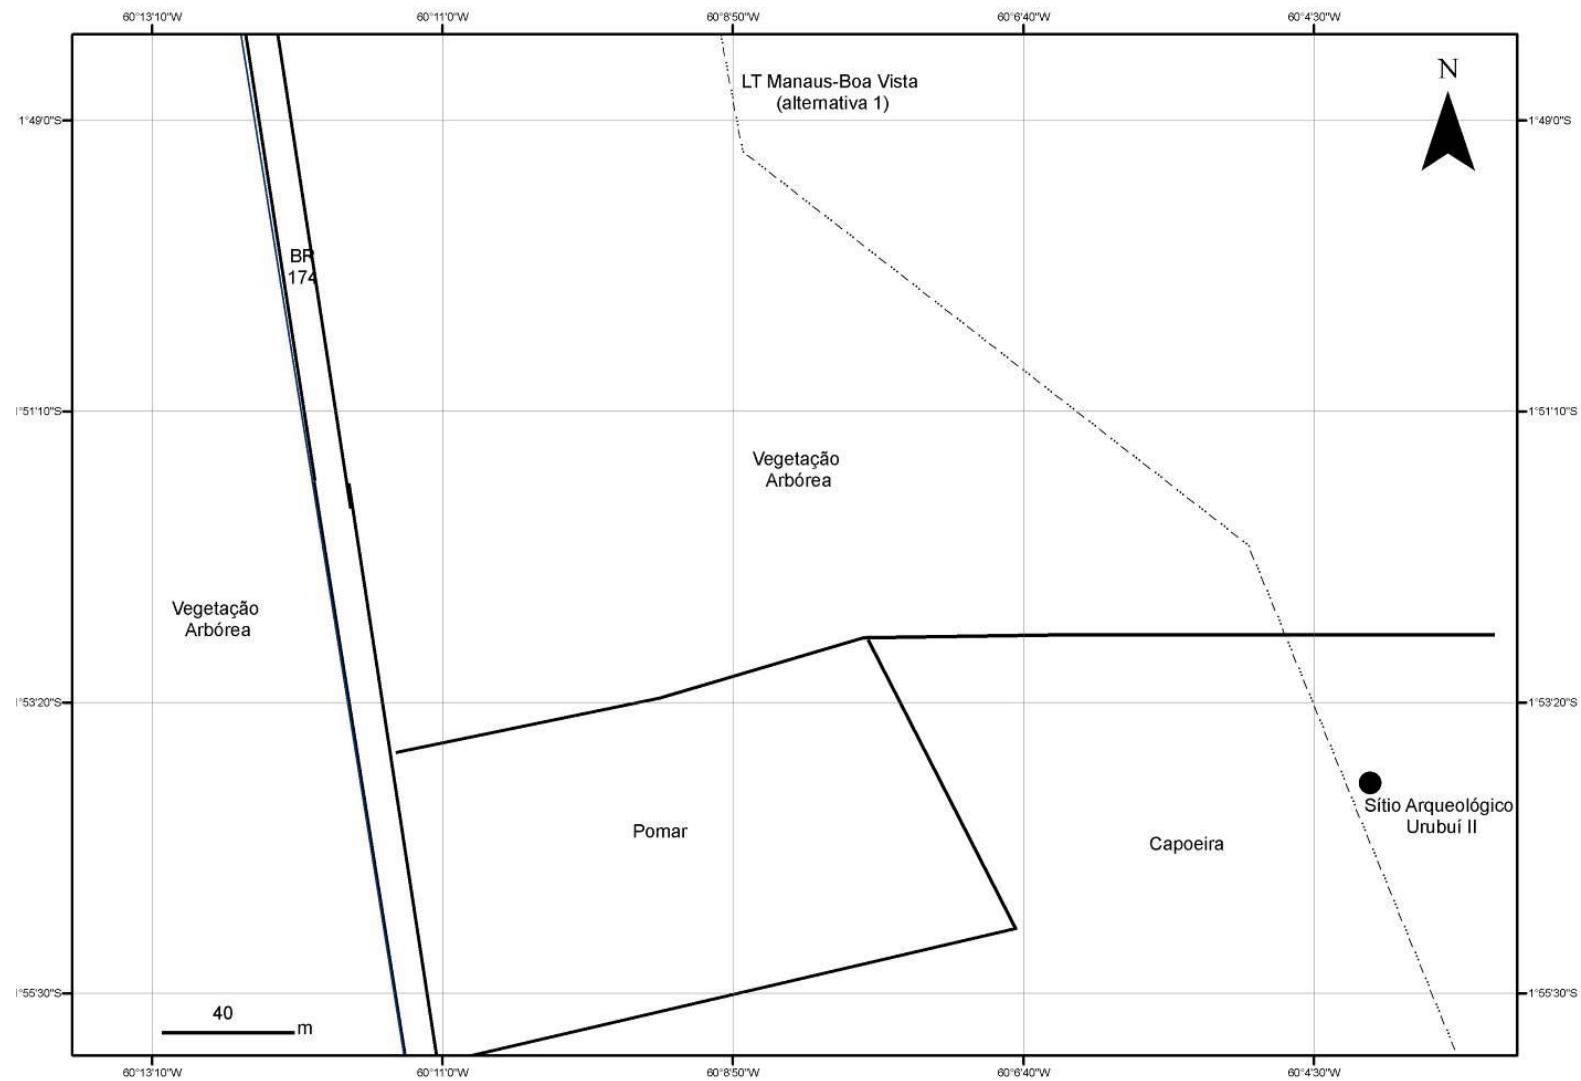 60°13'10"W
60°11'0"W
60°8'50"W
60°6'40"W
60°4'30"W
LT Manaus-Boa Vista
(alternativa 1)
N
1°49'0"S
1°49'0"S
BR
174
1°51'10"S
1°51'10"S
Vegetação
Arbórea
Vegetação
Arbórea
1°53'20"S
1°53'20"S
Sítio Arqueológico
Urubuí II
Pomar
Capoeira
1°55'30"S
1°55'30"S
40
m
60°13'10"W
60°11'0"W
60°8'50"W
60°6'40"W
60°4'30"W